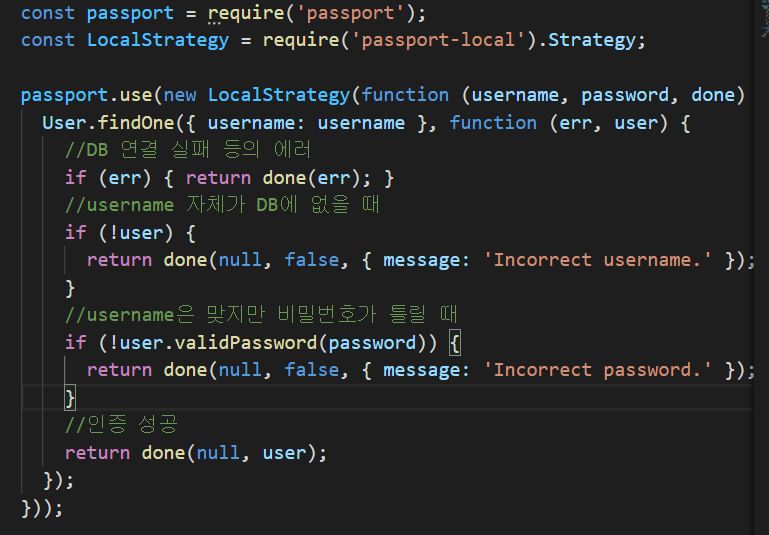 const passport = require('passport');
const LocalStrategy = require('passport-local').Strategy;
passport.use(new LocalStrategy(function (username, password, done)
User.findOne({ username: username }, function (err, user) {
//DB 연결 실패 등의 에러
if (err) { return done(err); }
//username 자체가 DB에 없을 때
if (!user) {
return done(null, false, { message: 'Incorrect username.' });
}
//username은 맞지만 비밀번호가 틀릴 때
if (!user.validPassword(password)) {
return done(null, false, { message: 'Incorrect password.' });
}
//인증 성공
return done(null, user);
});
}));